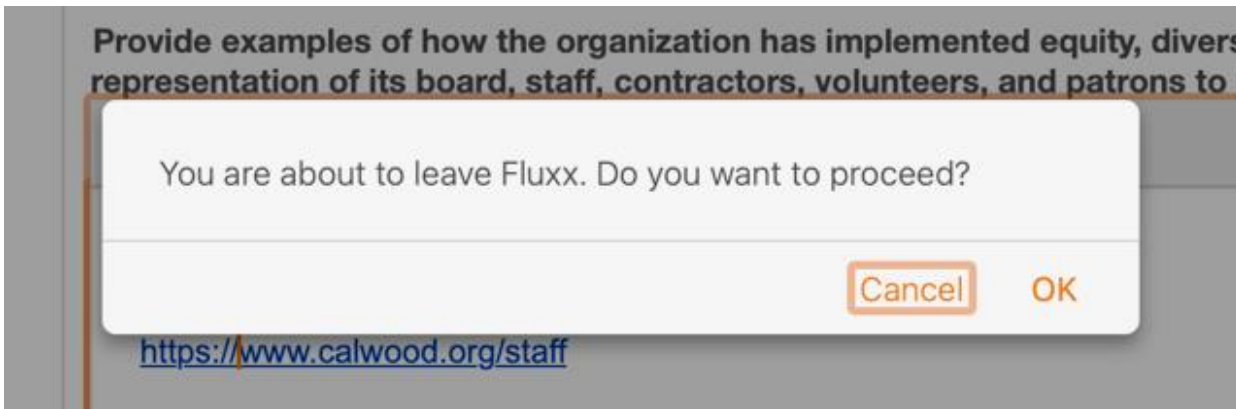 Provide examples of how the organization has implemented equity,
representation of its board, staff, contractors, volunteers, and patrons to
You are about to leave Fluxx. Do you want to proceed?
Cancel OK
https://www.calwood.org/staff